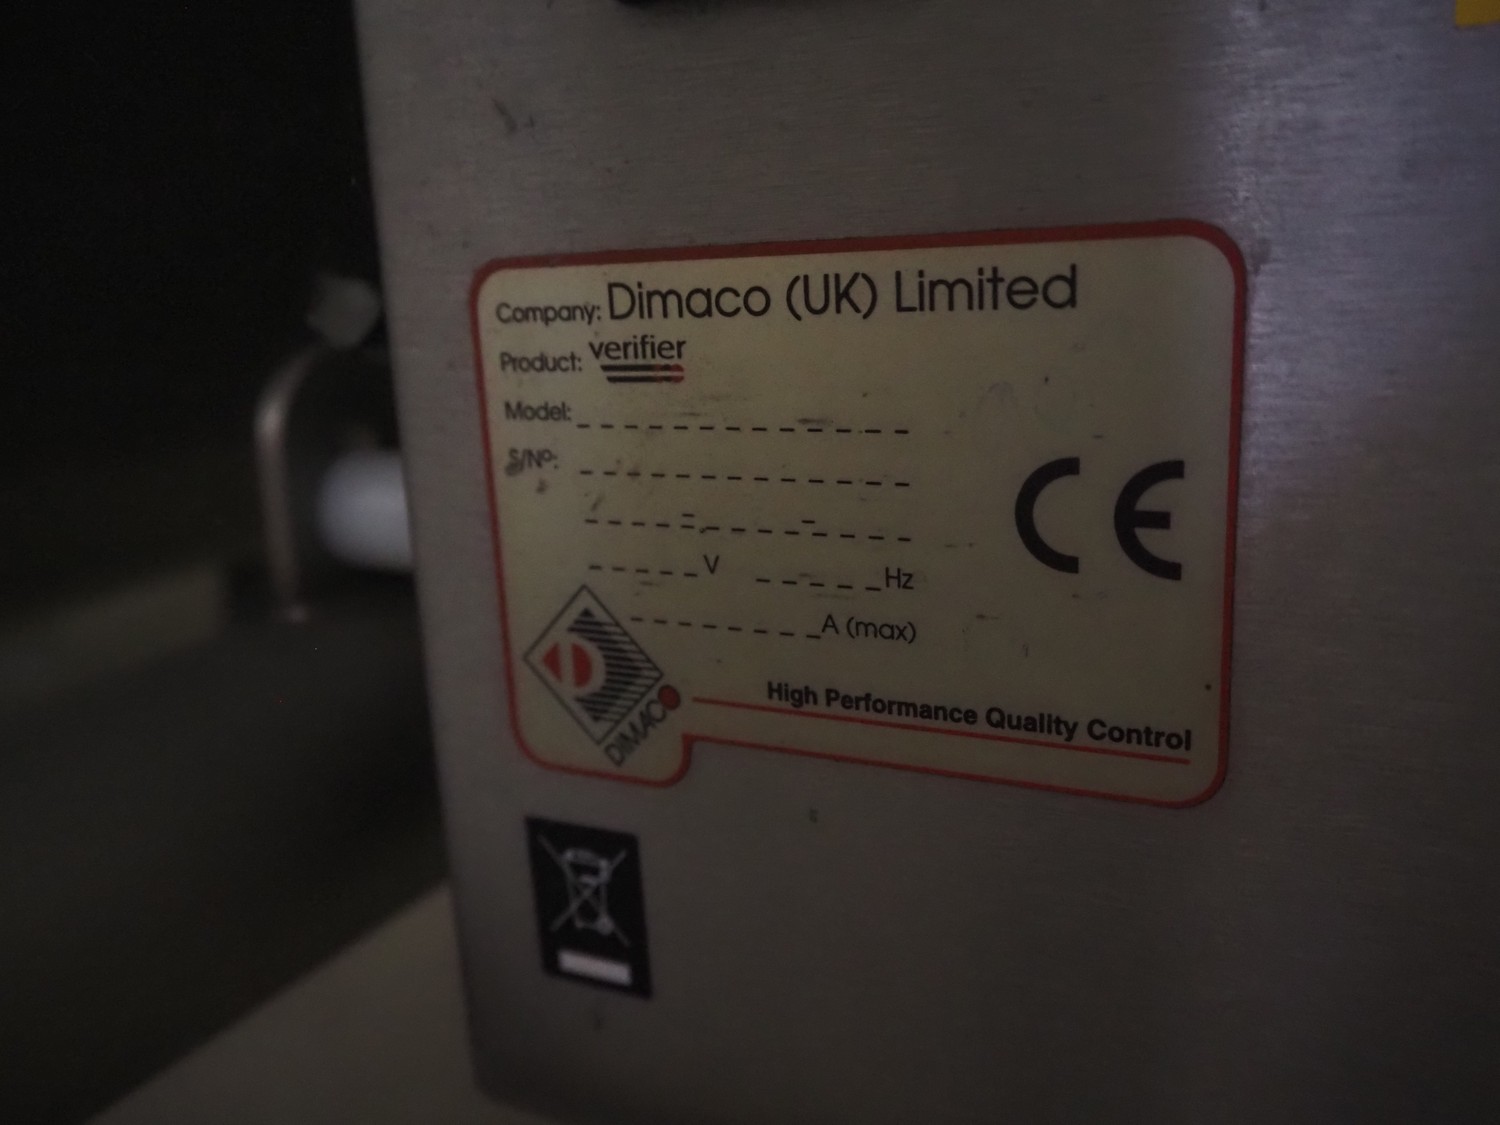 Company: Dimaco (UK) Limited
Product: verifier
Model: _ _ _ _ _ _ _ _ _ _ _ _ _
S/Nº: _ _ _ _ _ _ _ _ _ _ _ _ _
_ _ _ _ _ _ _ _ _ _ _ _ _
_ _ _ _ _ V _ _ _ _ _ Hz
_ _ _ _ _ _ _ _ A (max)
CE
DIMACO
High Performance Quality Control